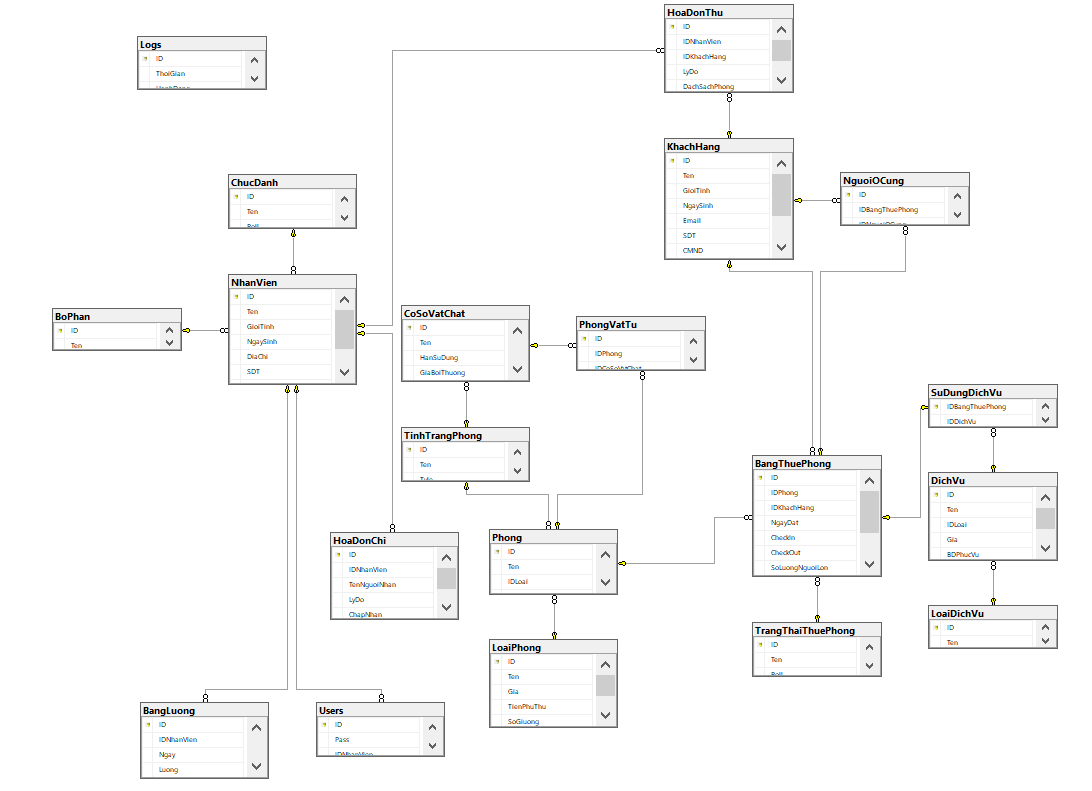 HoaDonThu
ID
IDNhanVien
IDKhachHang
LyDo
DachSachPhong
Logs
ID
ThoiGian
KhachHang
ID
Ten
GioiTinh
NgaySinh
Email
SDT
CMND
NguoiOCung
ID
IDBangThuePhong
IDNguoiOCung
ChucDanh
ID
Ten
NhanVien
ID
Ten
GioiTinh
NgaySinh
DiaChi
SDT
BoPhan
ID
Ten
CoSoVatChat
ID
Ten
HanSuDung
GiaBoiThuong
PhongVatTu
ID
IDPhong
IDCoSoVatChat
TinhTrangPhong
ID
Ten
SuDungDichVu
IDBangThuePhong
IDDichVu
BangThuePhong
ID
IDPhong
IDKhachHang
NgayDat
CheckIn
CheckOut
SoLuongNguoiLon
DichVu
ID
Ten
IDLoai
Gia
BDPhucVu
HoaDonChi
ID
IDNhanVien
TenNguoiNhan
LyDo
ChapNhan
Phong
ID
Ten
IDLoai
LoaiDichVu
ID
Ten
TrangThaiThuePhong
ID
Ten
LoaiPhong
ID
Ten
Gia
TienPhuThu
SoGiuong
BangLuong
ID
IDNhanVien
Ngay
Luong
Users
ID
Pass
IDNhanVien